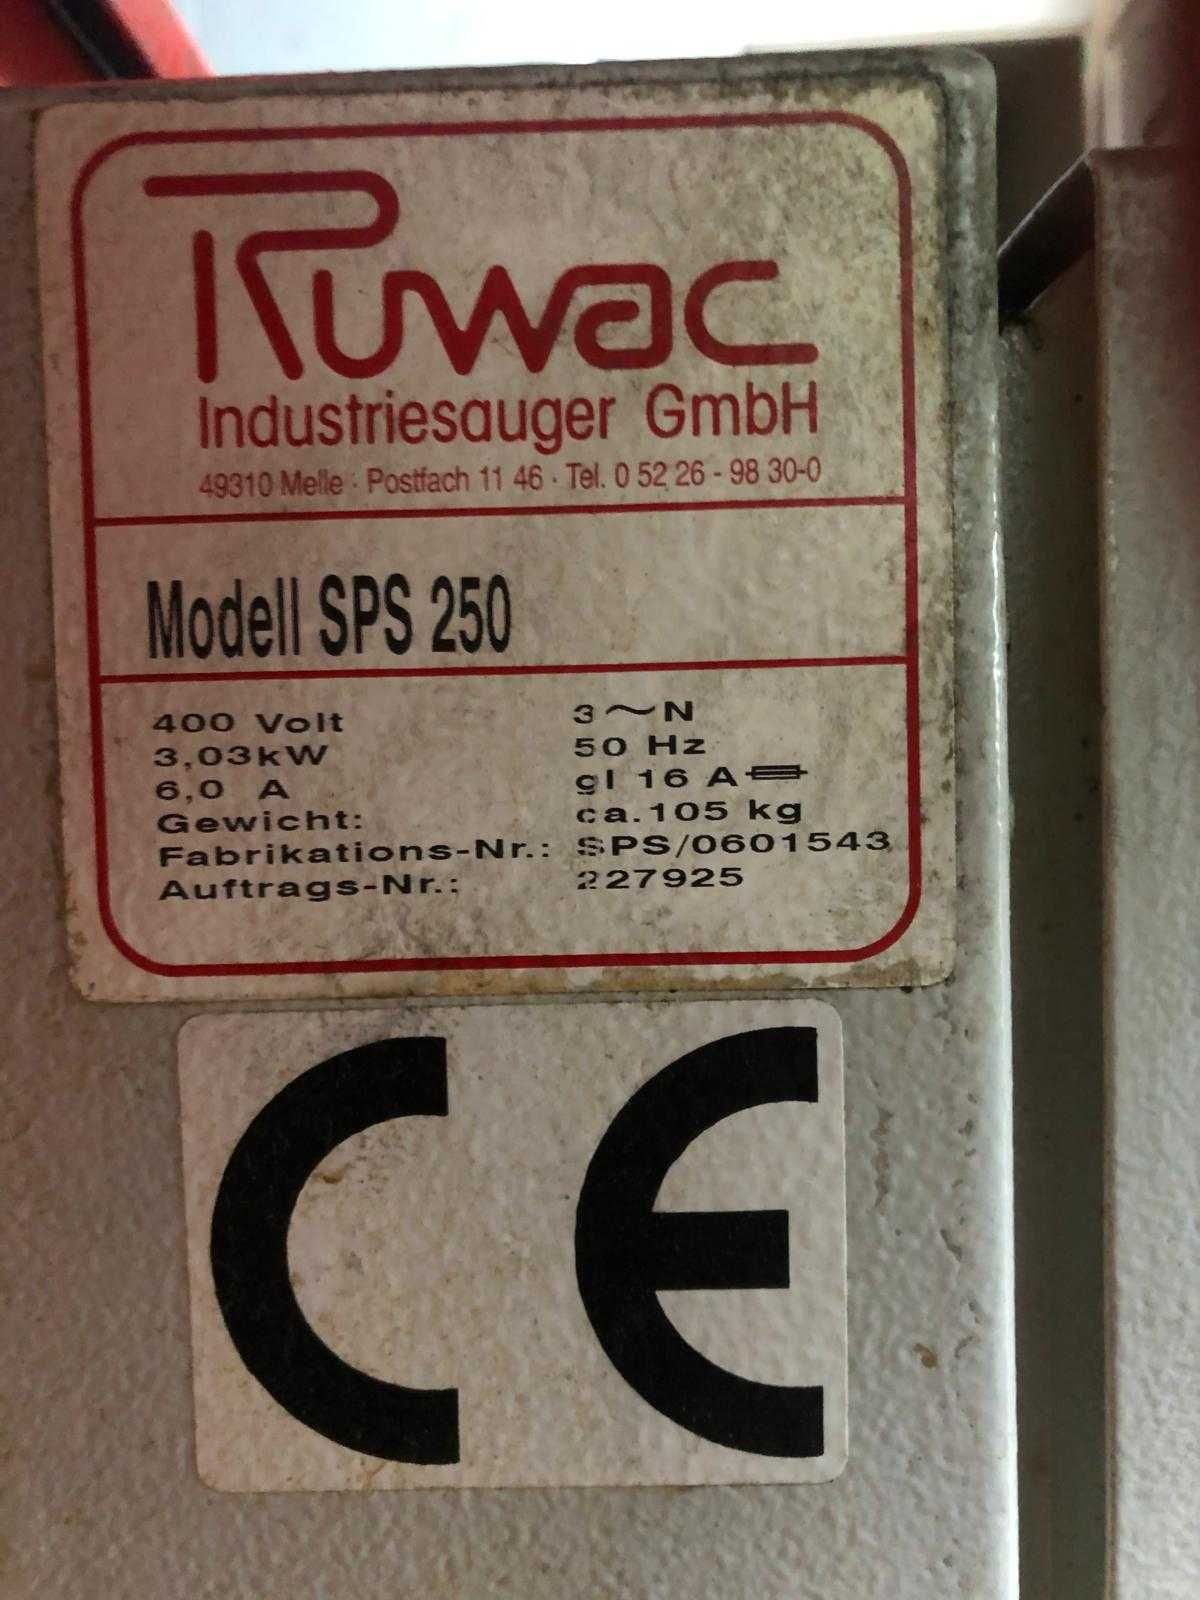 Ruwac
Industriesauger GmbH
49310 Melle · Postfach 11 46 · Tel. 0 52 26 - 98 30-0
Modell SPS 250
400 Volt 3~N
3,03kW 50 Hz
6,0 A gl 16 A
Gewicht: ca.105 kg
Fabrikations-Nr.: SPS/0601543
Auftrags-Nr.: 227925
CE